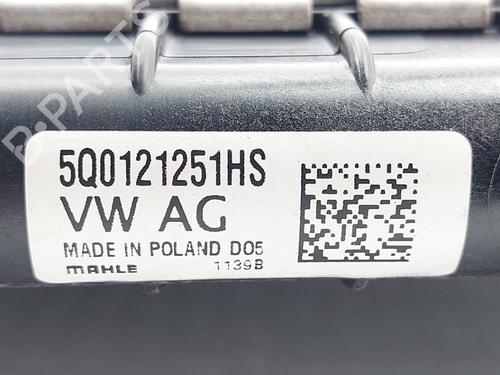 5Q0121251HS
VW AG
MADE IN POLAND D05
MAHLE 1139B
B-PARTS